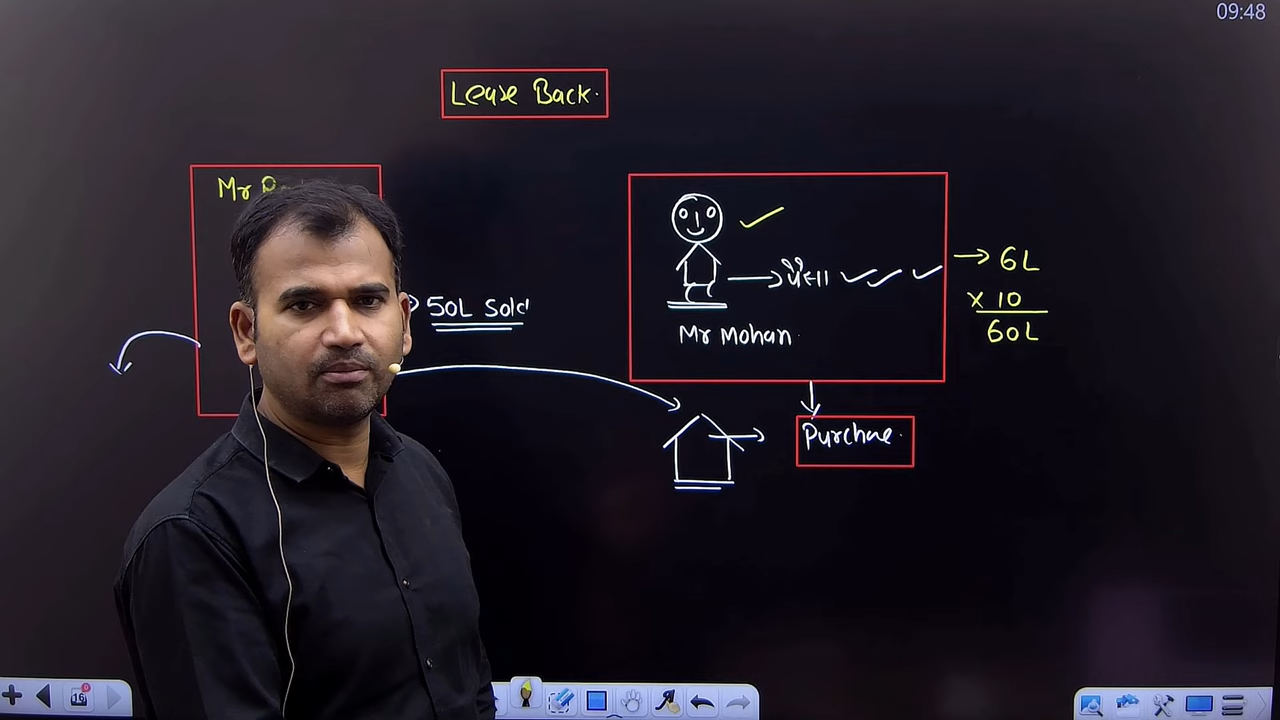 09:48
Lease Back.
Mr
50L Sold
पैसा
Mr Mohan
→ 6L
x 10
60L
Purchase.
16